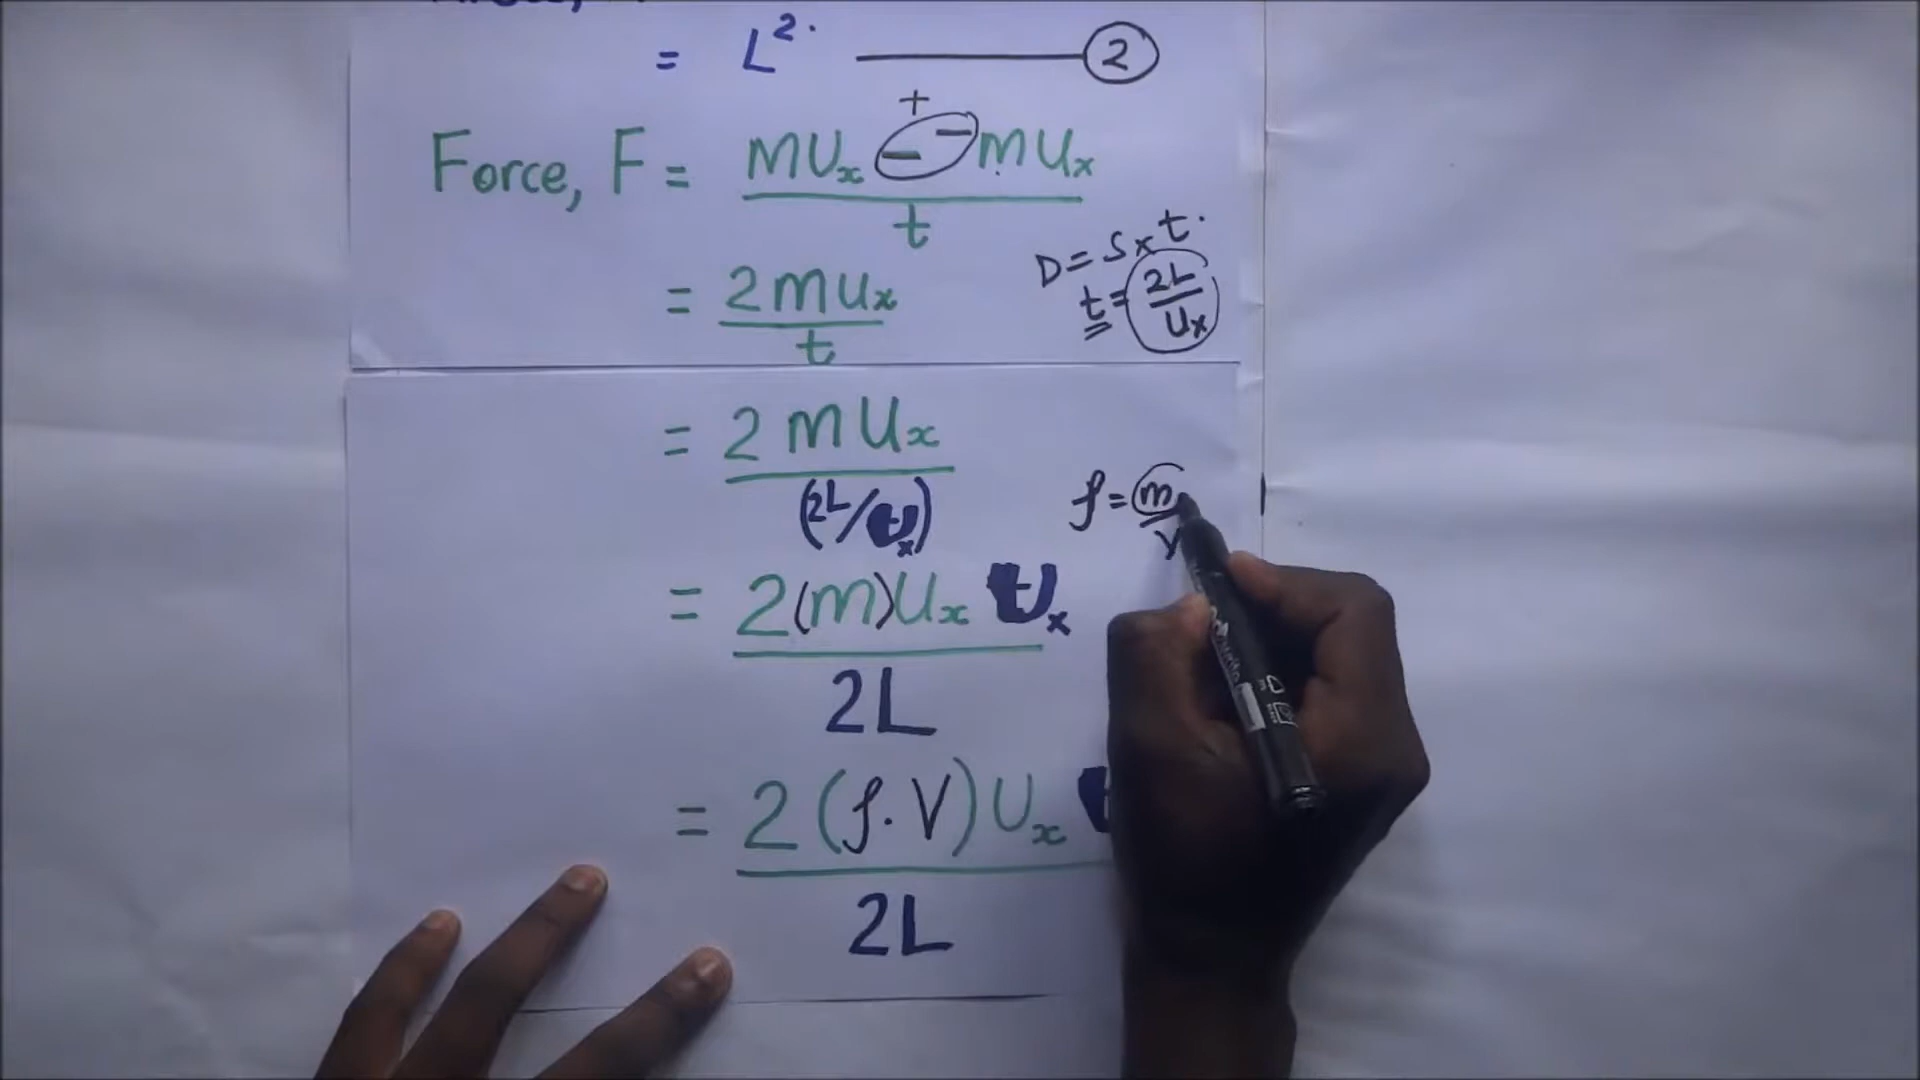 = L². ——— ②
+
Force, F = mUx - - mUx / t
D = S x t.
= 2mUx / t
t = 2L / Ux
= 2mUx / (2L/Ux)
ρ = m / V
= 2(m)Ux Ux / 2L
= 2(ρ.V)Ux / 2L